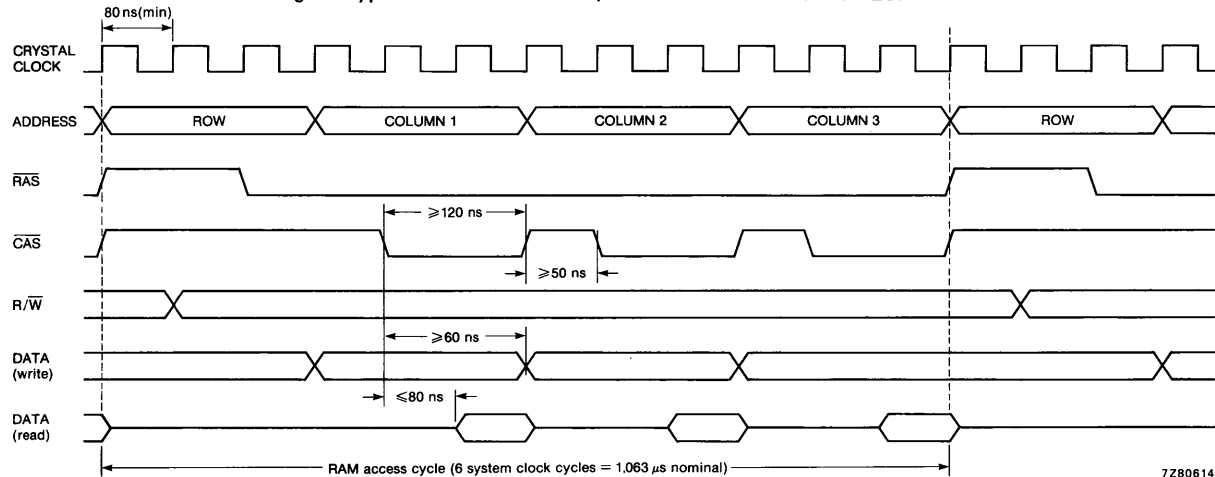 80 ns(min)
CRYSTAL
CLOCK
ADDRESS
ROW
COLUMN 1
COLUMN 2
COLUMN 3
ROW
RAS
≥120 ns
CAS
≥50 ns
R/W
≥60 ns
DATA
(write)
≤80 ns
DATA
(read)
RAM access cycle (6 system clock cycles = 1,063 μs nominal)
7Z80614